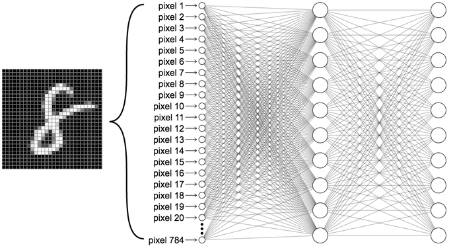 pixel 1
pixel 2
pixel 3
pixel 4
pixel 5
pixel 6
pixel 7
pixel 8
pixel 9
pixel 10
pixel 11
pixel 12
pixel 13
pixel 14
pixel 15
pixel 16
pixel 17
pixel 18
pixel 19
pixel 20
pixel 784
8